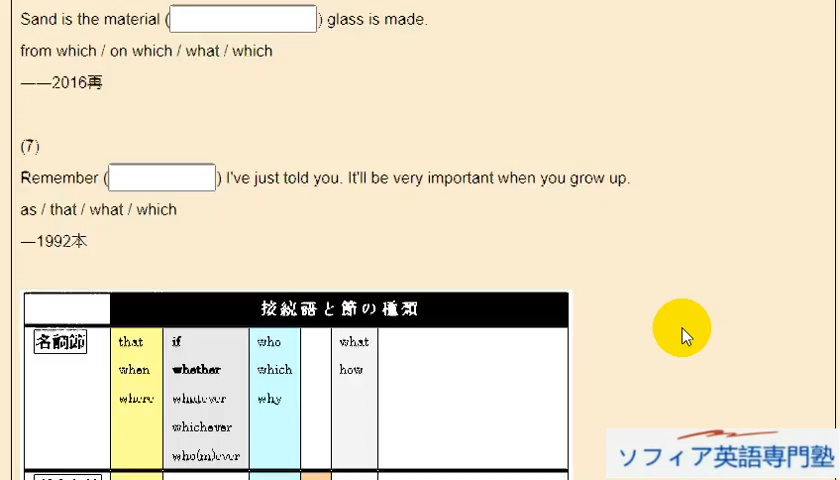 Sand is the material ( ) glass is made.
from which / on which / what / which
——2016再
(7)
Remember ( ) I've just told you. It'll be very important when you grow up.
as / that / what / which
—1992本
接続語と節の種類
名詞節 that if who what
when whether which how
where whatever why
whichever
who(m)ever
ソフィア英語専門塾